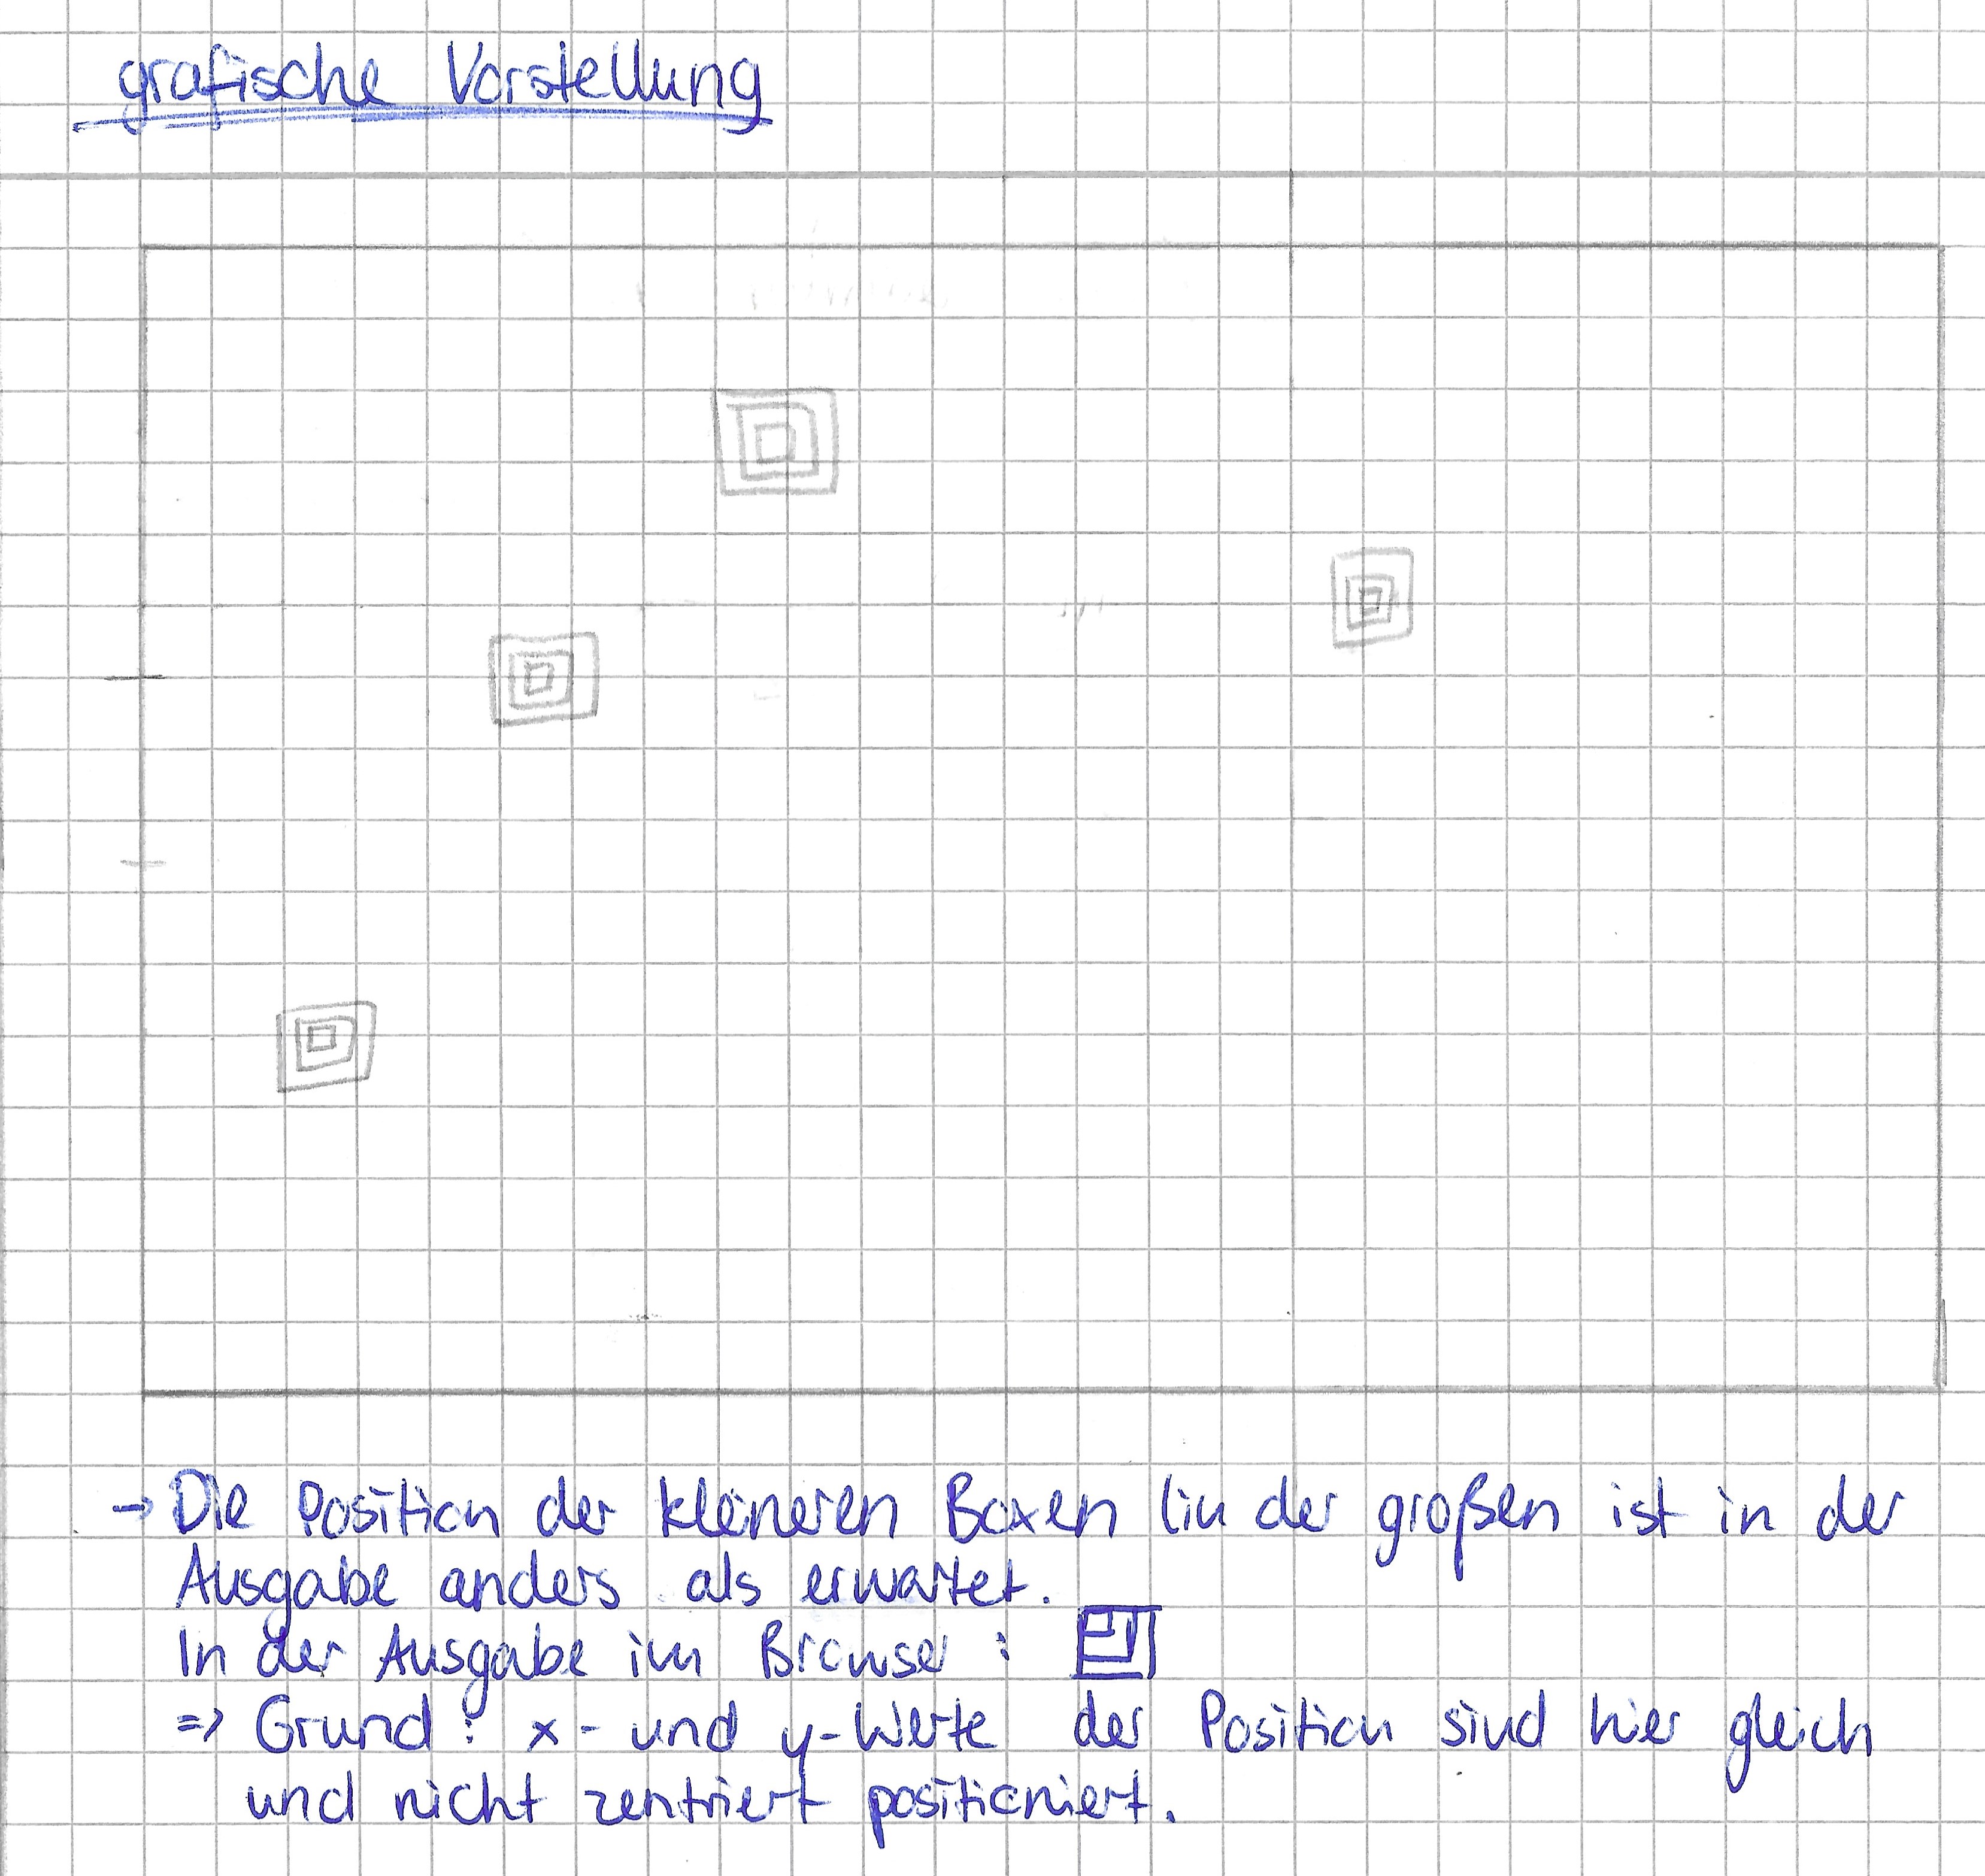 grafische Vorstellung
→ Die Position der kleineren Boxen in der großen ist in der
Ausgabe anders als erwartet.
In der Ausgabe im Browser:
⇒ Grund: x- und y-Werte der Position sind hier gleich
und nicht zentriert positioniert.